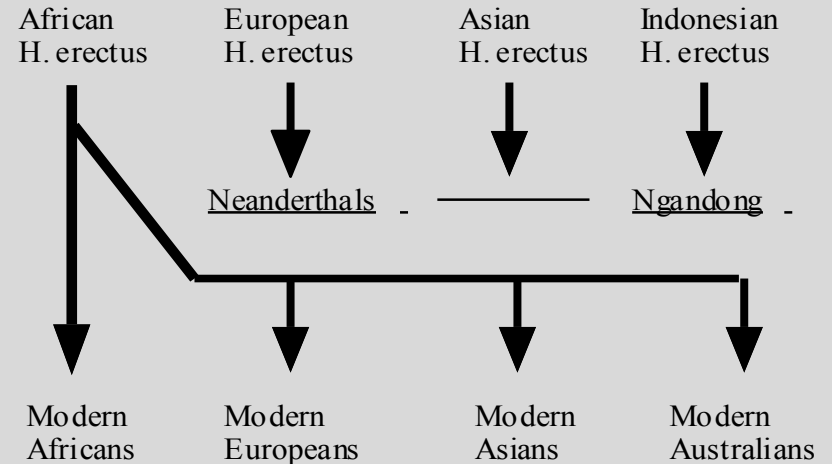 African
H. erectus
European
H. erectus
Asian
H. erectus
Indonesian
H. erectus
Neanderthals
Ngandong
Modern
Africans
Modern
Europeans
Modern
Asians
Modern
Australians